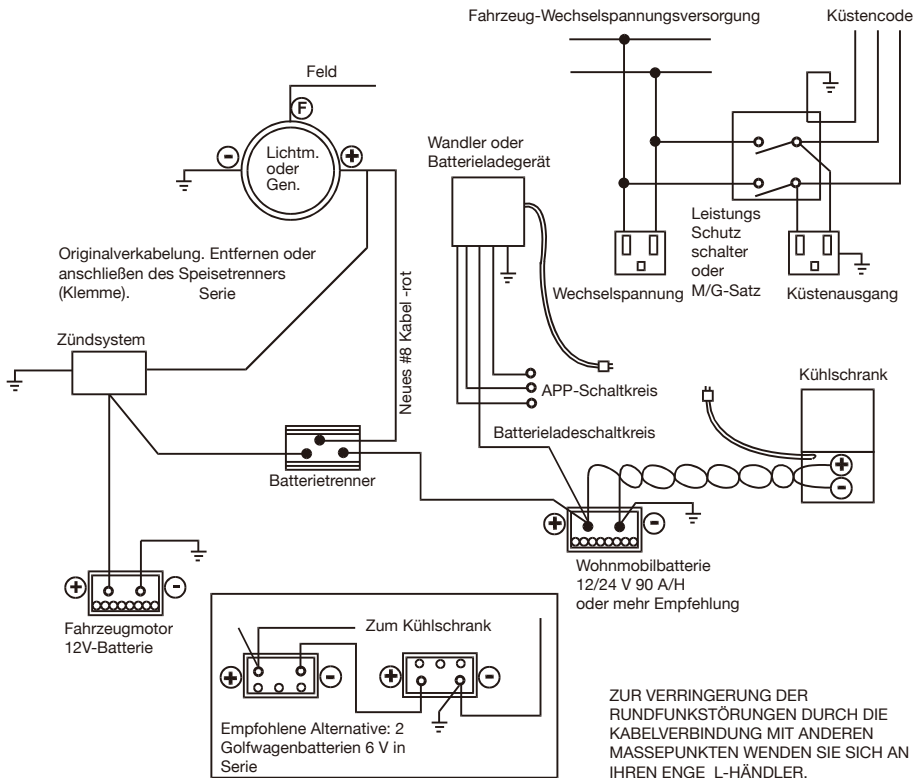 Fahrzeug-Wechselspannungsversorgung
Küstencode
Feld
F
Lichtm.
oder
Gen.
Wandler oder
Batterieladegerät
Originalverkabelung. Entfernen oder
anschließen des Speisetrenners
(Klemme). Serie
Neues #8 Kabel -rot
Leistungs
Schutz
schalter
oder
M/G-Satz
Wechselspannung
Küstenausgang
Zündsystem
APP-Schaltkreis
Kühlschrank
Batterieladeschaltkreis
Batterietrenner
Wohnmobilbatterie
12/24 V 90 A/H
oder mehr Empfehlung
Fahrzeugmotor
12V-Batterie
Zum Kühlschrank
Empfohlene Alternative: 2
Golfwagenbatterien 6 V in
Serie
ZUR VERRINGERUNG DER
RUNDFUNKSTÖRUNGEN DURCH DIE
KABELVERBINDUNG MIT ANDEREN
MASSEPUNKTEN WENDEN SIE SICH AN
IHREN ENGE L-HÄNDLER.